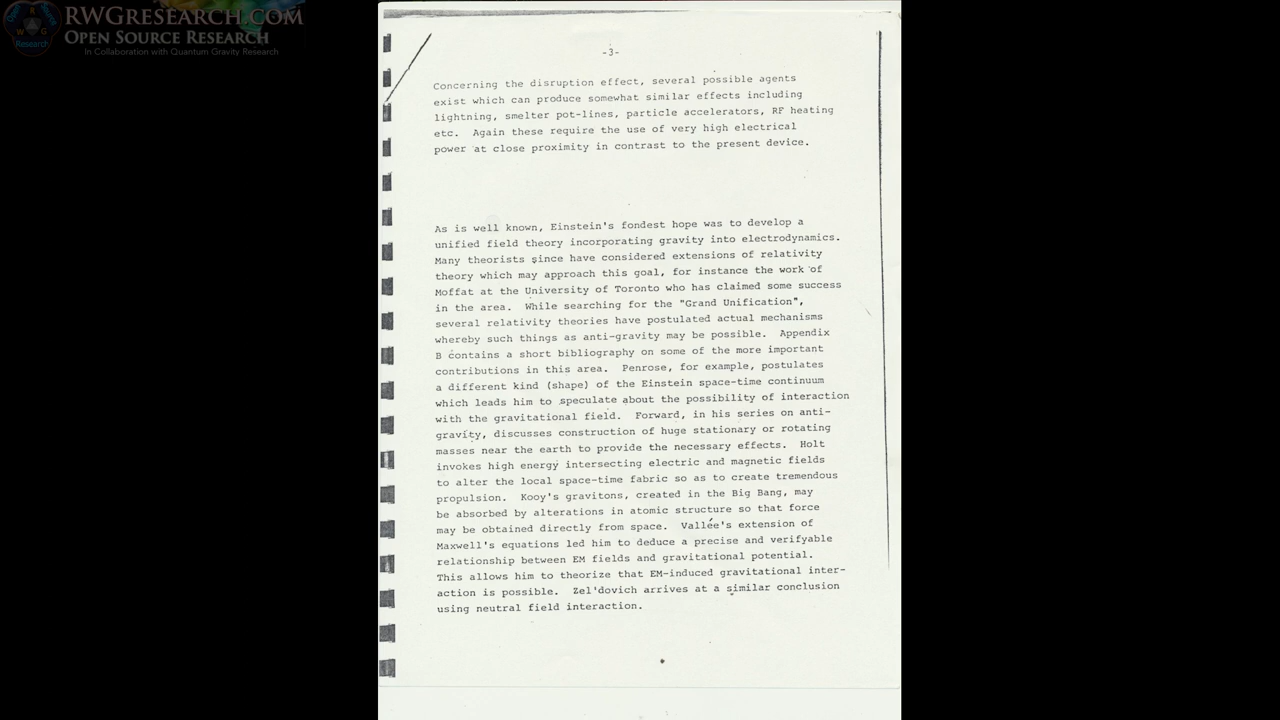 RWGRESEARCH.COM
OPEN SOURCE RESEARCH
In Collaboration with Quantum Gravity Research
W G
Research
-3-
Concerning the disruption effect, several possible agents
exist which can produce somewhat similar effects including
lightning, smelter pot-lines, particle accelerators, RF heating
etc. Again these require the use of very high electrical
power at close proximity in contrast to the present device.
As is well known, Einstein's fondest hope was to develop a
unified field theory incorporating gravity into electrodynamics.
Many theorists since have considered extensions of relativity
theory which may approach this goal, for instance the work of
Moffat at the University of Toronto who has claimed some success
in the area. While searching for the "Grand Unification",
several relativity theories have postulated actual mechanisms
whereby such things as anti-gravity may be possible. Appendix
B contains a short bibliography on some of the more important
contributions in this area. Penrose, for example, postulates
a different kind (shape) of the Einstein space-time continuum
which leads him to speculate about the possibility of interaction
with the gravitational field. Forward, in his series on anti-
gravity, discusses construction of huge stationary or rotating
masses near the earth to provide the necessary effects. Holt
invokes high energy intersecting electric and magnetic fields
to alter the local space-time fabric so as to create tremendous
propulsion. Kooy's gravitons, created in the Big Bang, may
be absorbed by alterations in atomic structure so that force
may be obtained directly from space. Vallée's extension of
Maxwell's equations led him to deduce a precise and verifyable
relationship between EM fields and gravitational potential.
This allows him to theorize that EM-induced gravitational inter-
action is possible. Zel'dovich arrives at a similar conclusion
using neutral field interaction.